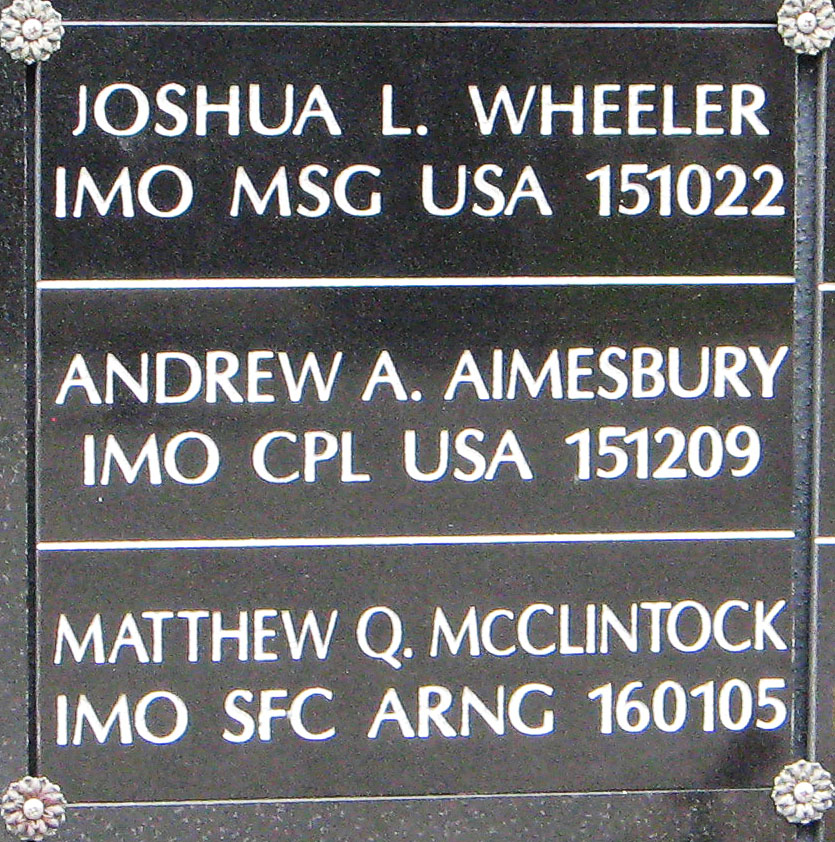 JOSHUA L. WHEELER
IMO MSG USA 151022
ANDREW A. AIMESBURY
IMO CPL USA 151209
MATTHEW Q. MCCLINTOCK
IMO SFC ARNG 160105